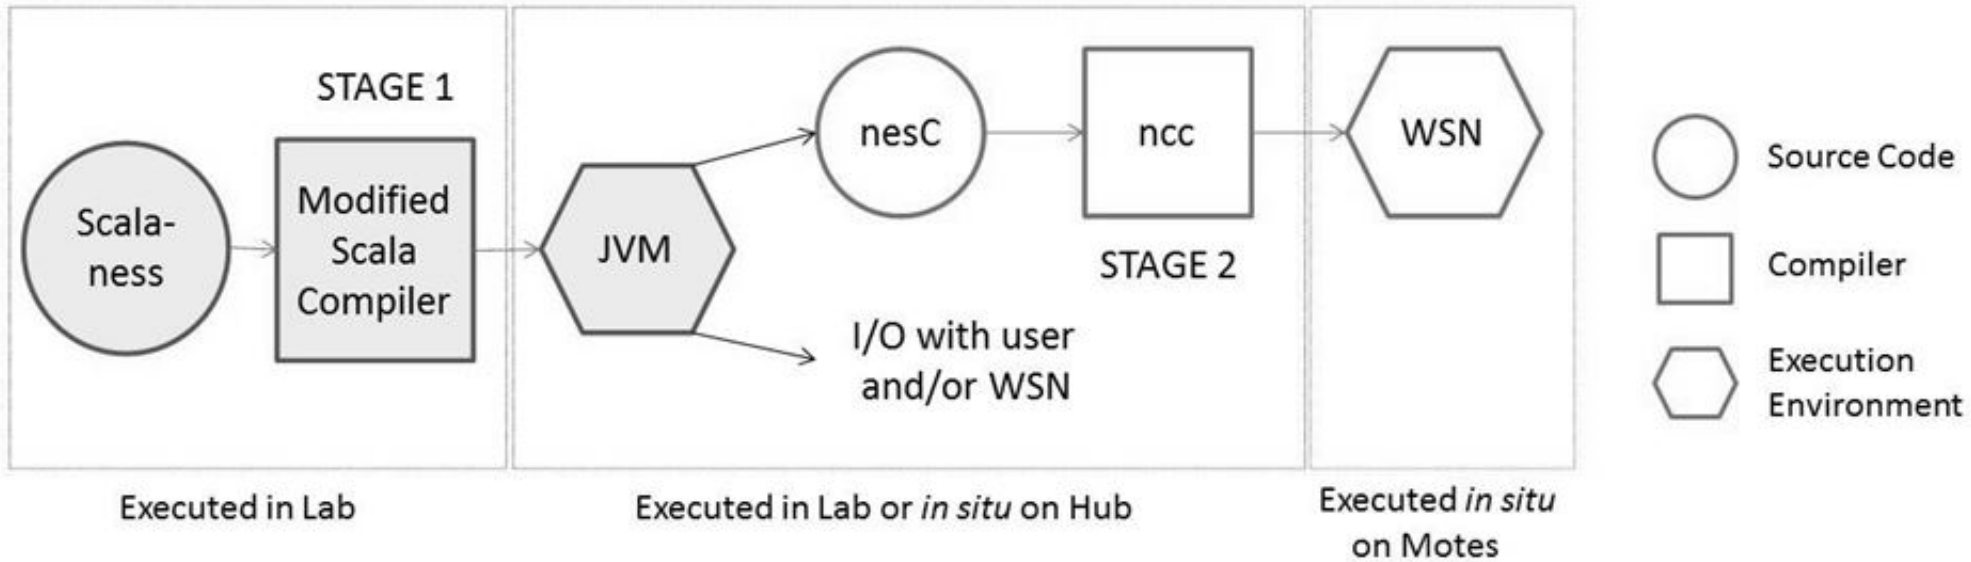 STAGE 1
Scala-
ness
Modified
Scala
Compiler
JVM
nesC
ncc
STAGE 2
I/O with user
and/or WSN
WSN
Source Code
Compiler
Execution
Environment
Executed in Lab
Executed in Lab or in situ on Hub
Executed in situ
on Motes